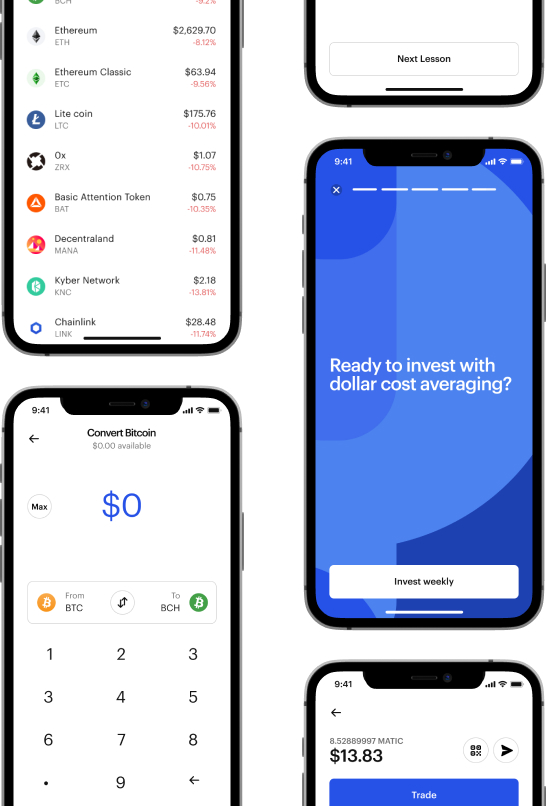 BCH
-9.2%
Ethereum
$2,629.70
ETH
-8.12%
Ethereum Classic
$63.94
ETC
-9.56%
Lite coin
$175.76
LTC
-10.01%
0x
$1.07
ZRX
-10.75%
Basic Attention Token
$0.75
BAT
-10.35%
Decentraland
$0.81
MANA
-11.48%
Kyber Network
$2.18
KNC
-13.81%
Chainlink
$28.48
LINK
-11.74%
9:41
Convert Bitcoin
$0.00 available
Max
$0
From
To
BTC
BCH
1 2 3
3 4 5
6 7 8
. 9
Next Lesson
9:41
Ready to invest with
dollar cost averaging?
Invest weekly
9:41
8.52889997 MATIC
$13.83
Trade